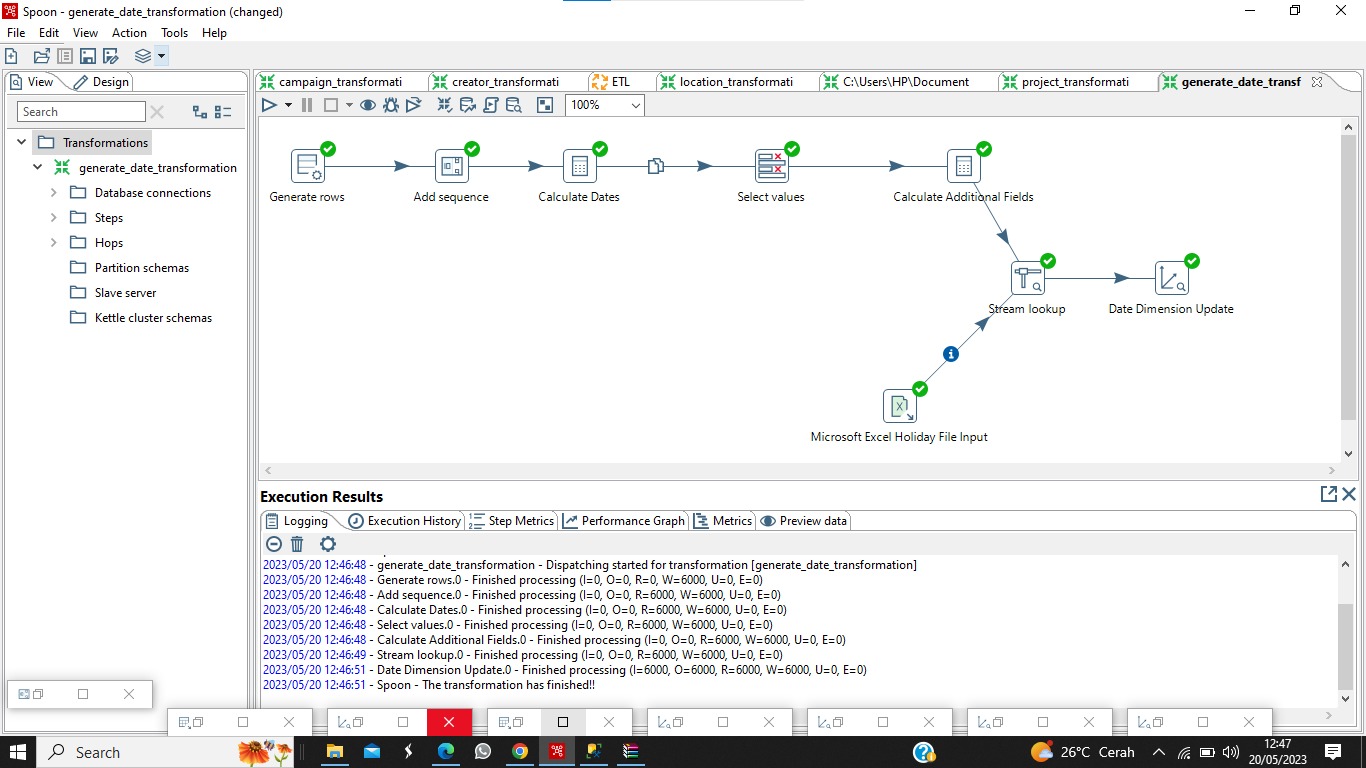 Spoon - generate_date_transformation (changed)
File Edit View Action Tools Help
View Design
campaign_transformati creator_transformati ETL location_transformati C:\Users\HP\Document project_transformati generate_date_transf
Search
100%
Transformations
generate_date_transformation
Database connections
Steps
Hops
Partition schemas
Slave server
Kettle cluster schemas
Generate rows Add sequence Calculate Dates Select values Calculate Additional Fields
Stream lookup Date Dimension Update
Microsoft Excel Holiday File Input
Execution Results
Logging Execution History Step Metrics Performance Graph Metrics Preview data
2023/05/20 12:46:48 - generate_date_transformation - Dispatching started for transformation [generate_date_transformation]
2023/05/20 12:46:48 - Generate rows.0 - Finished processing (I=0, O=0, R=0, W=6000, U=0, E=0)
2023/05/20 12:46:48 - Add sequence.0 - Finished processing (I=0, O=0, R=6000, W=6000, U=0, E=0)
2023/05/20 12:46:48 - Calculate Dates.0 - Finished processing (I=0, O=0, R=6000, W=6000, U=0, E=0)
2023/05/20 12:46:48 - Select values.0 - Finished processing (I=0, O=0, R=6000, W=6000, U=0, E=0)
2023/05/20 12:46:48 - Calculate Additional Fields.0 - Finished processing (I=0, O=0, R=6000, W=6000, U=0, E=0)
2023/05/20 12:46:49 - Stream lookup.0 - Finished processing (I=0, O=0, R=6000, W=6000, U=0, E=0)
2023/05/20 12:46:51 - Date Dimension Update.0 - Finished processing (I=6000, O=6000, R=6000, W=6000, U=0, E=0)
2023/05/20 12:46:51 - Spoon - The transformation has finished!!
Search
26°C Cerah
12:47
20/05/2023